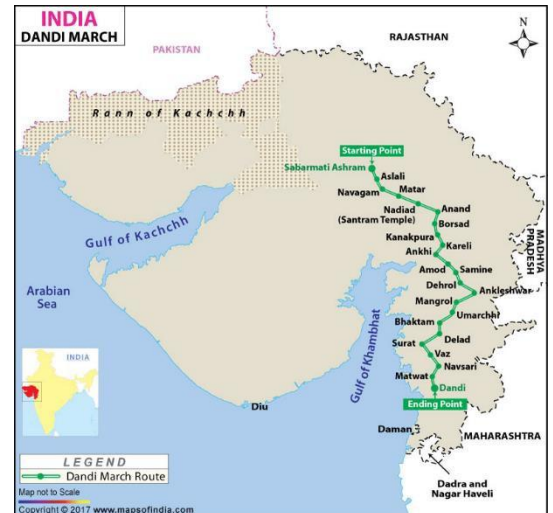 INDIA
DANDI MARCH
PAKISTAN
RAJASTHAN
N
Rann of Kachchh
Starting Point
Sabarmati Ashram
Aslali
Navagam
Matar
Nadiad
(Santram Temple)
Anand
Borsad
Kanakpura
Kareli
Ankhi
Gulf of Kachchh
MADHYA
PRADESH
Amod
Samine
Dehrol
Ankleshwar
Arabian
Sea
Mangrol
Umarchhi
Gulf of Khambhat
Bhaktam
Delad
Surat
Vaz
INDIA
Navsari
Matwat
Dandi
Ending Point
Diu
Daman
MAHARASHTRA
LEGEND
Dandi March Route
Dadra and
Nagar Haveli
Map not to Scale
Copyright © 2017 www.mapsofindia.com